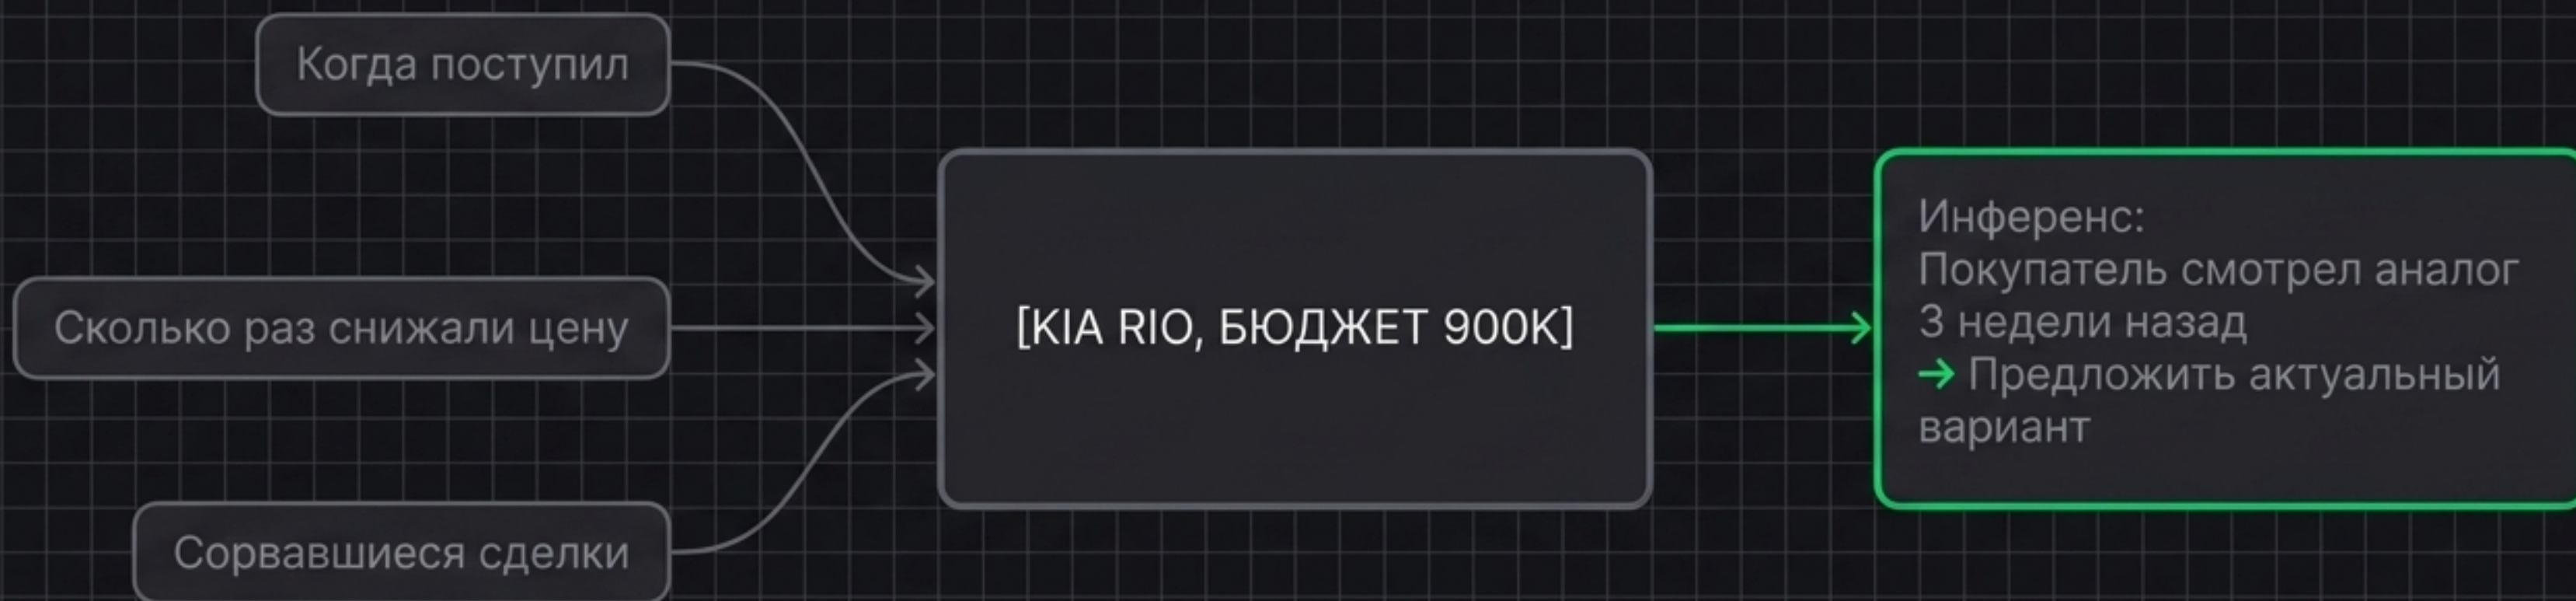 Когда поступил
Сколько раз снижали цену
Сорвавшиеся сделки
[KIA RIO, БЮДЖЕТ 900K]
Инференс:
Покупатель смотрел аналог
3 недели назад
→ Предложить актуальный
вариант